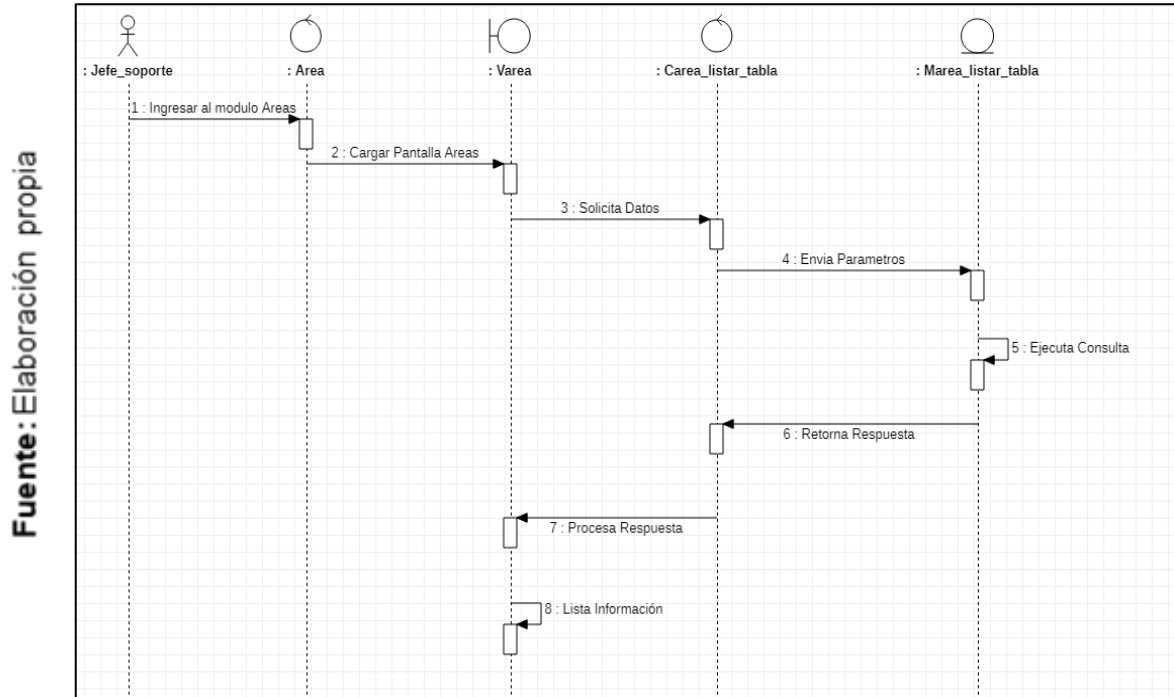 : Jefe_soporte
: Area
: Varea
: Carea_listar_tabla
: Marea_listar_tabla
1 : Ingresar al modulo Areas
2 : Cargar Pantalla Areas
3 : Solicita Datos
4 : Envia Parametros
5 : Ejecuta Consulta
6 : Retorna Respuesta
7 : Procesa Respuesta
8 : Lista Información
Fuente: Elaboración propia